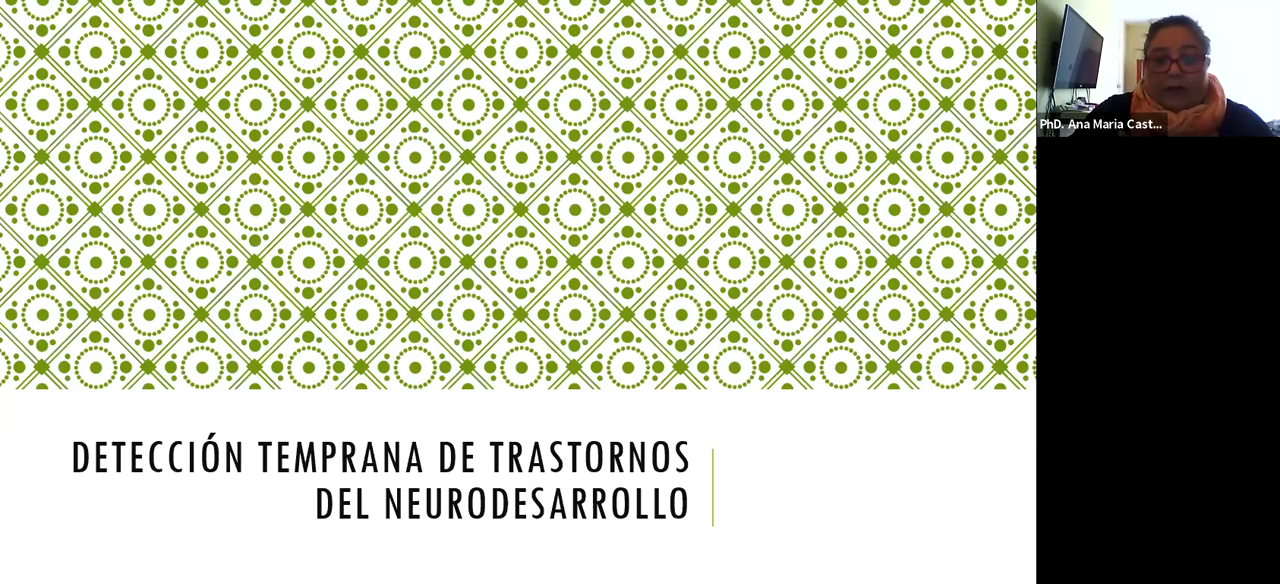 PhD. Ana Maria Cast...
DETECCIÓN TEMPRANA DE TRASTORNOS
DEL NEURODESARROLLO